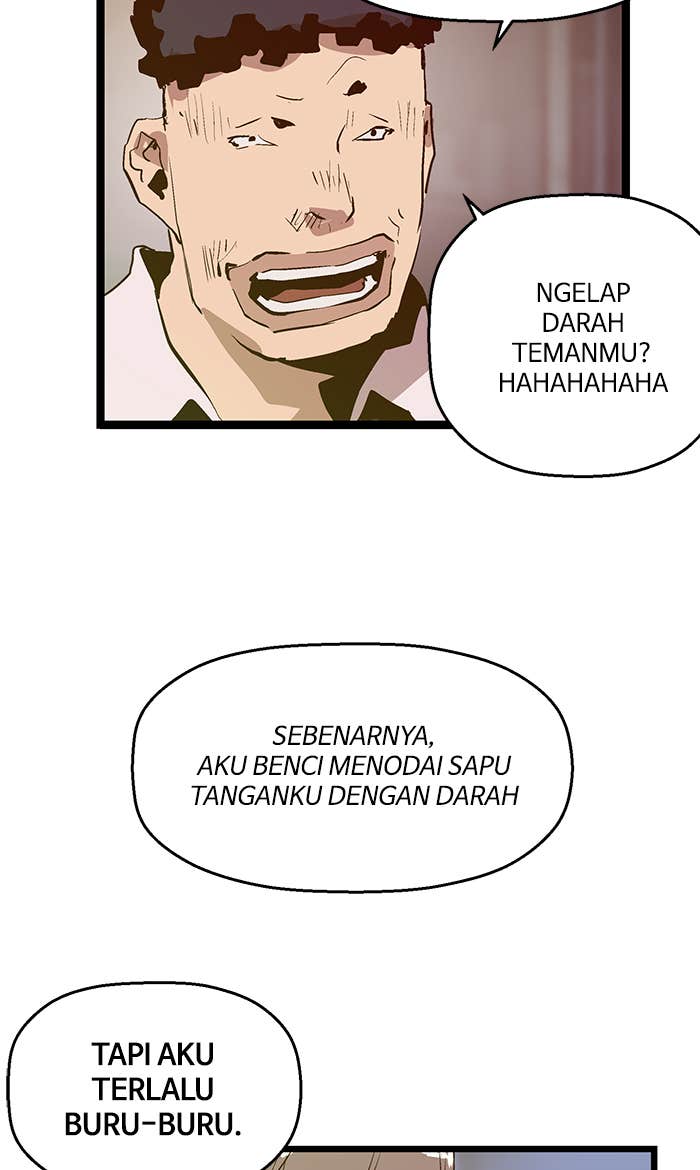 NGELAP
DARAH
TEMANMU?
HAHAHAHAHA
SEBENARNYA,
AKU BENCI MENODAI SAPU
TANGANKU DENGAN DARAH
TAPI AKU
TERLALU
BURU-BURU.